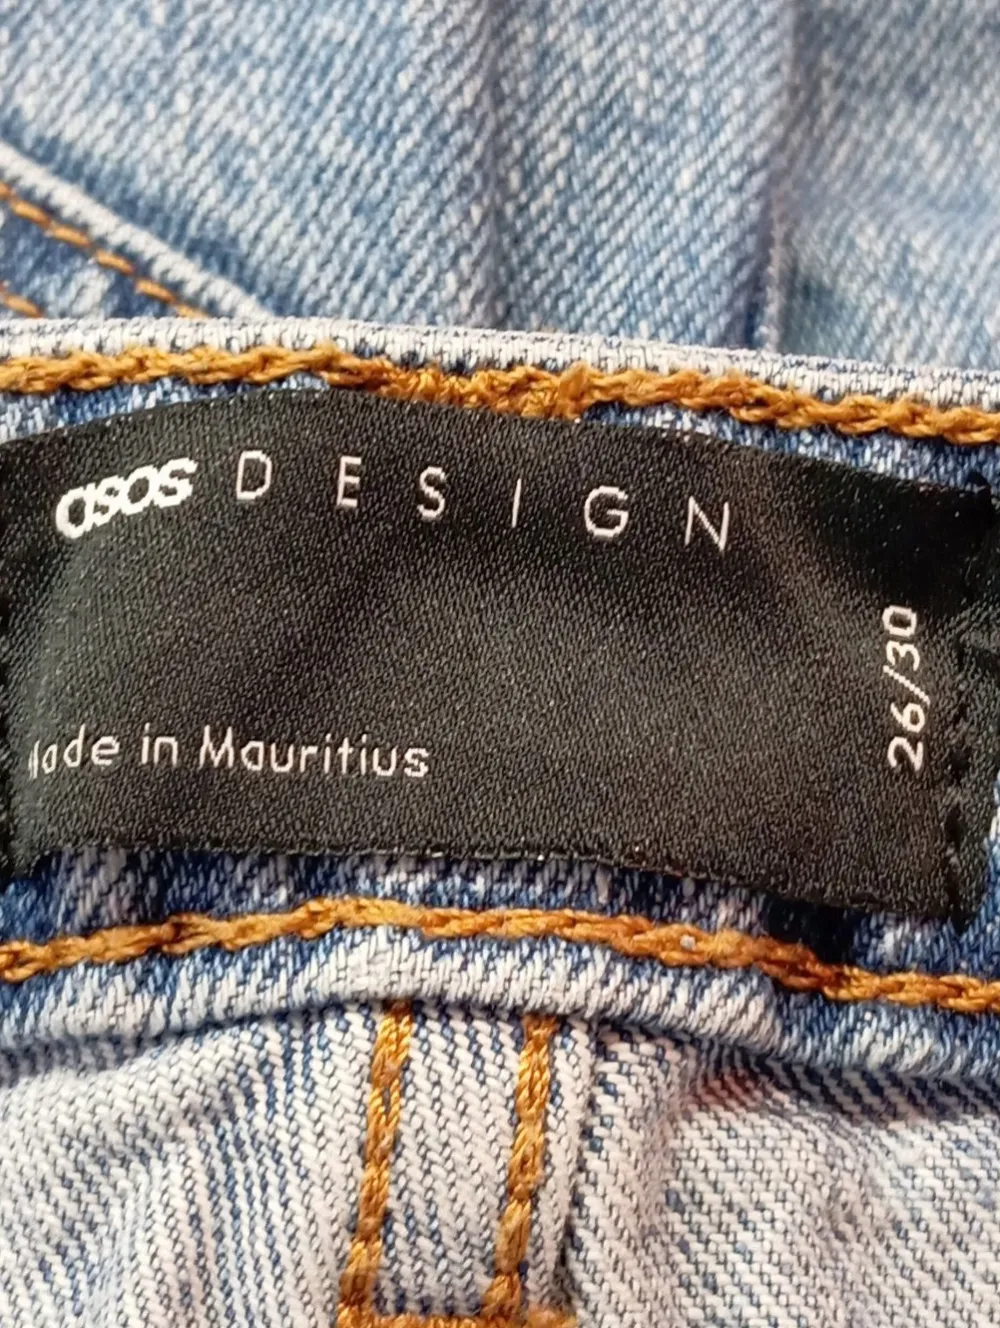 asos DESIGN
26/30
Made in Mauritius